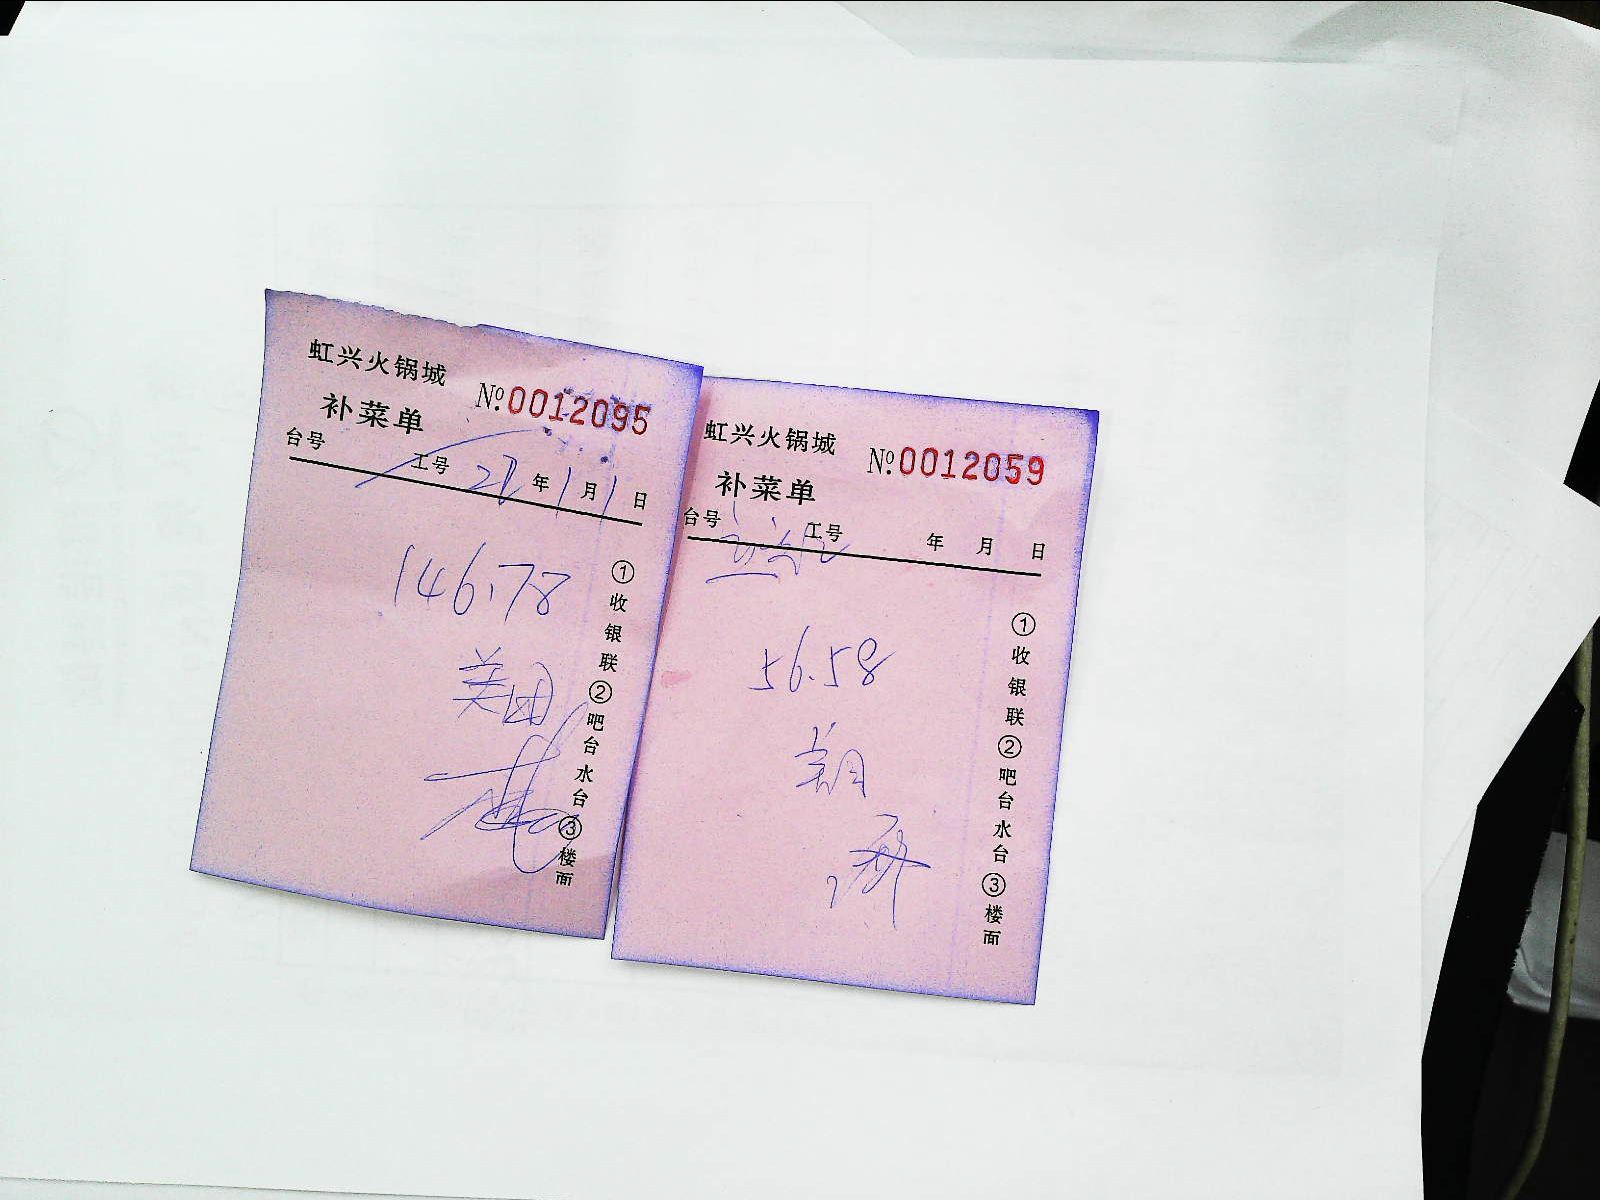 虹兴火锅城
№0012095
补菜单
台号 工号 年 1 月 1 日
146.78
美团
①收银联②吧台水台③楼面
虹兴火锅城
№0012059
补菜单
台号 工号 年 月 日
56.58
①收银联②吧台水台③楼面